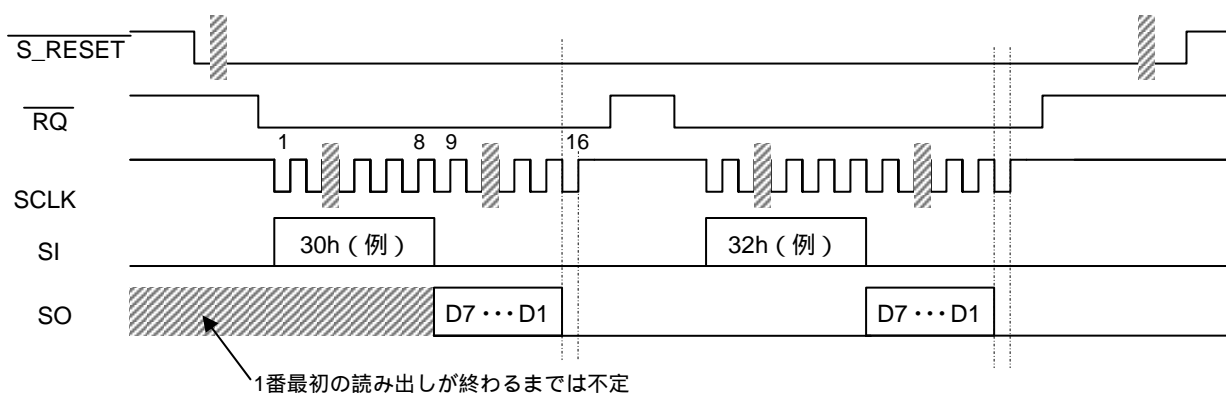 S_RESET
RQ
1 8 9 16
SCLK
SI 30h（例） 32h（例）
SO D7・・・D1 D7・・・D1
1番最初の読み出しが終わるまでは不定